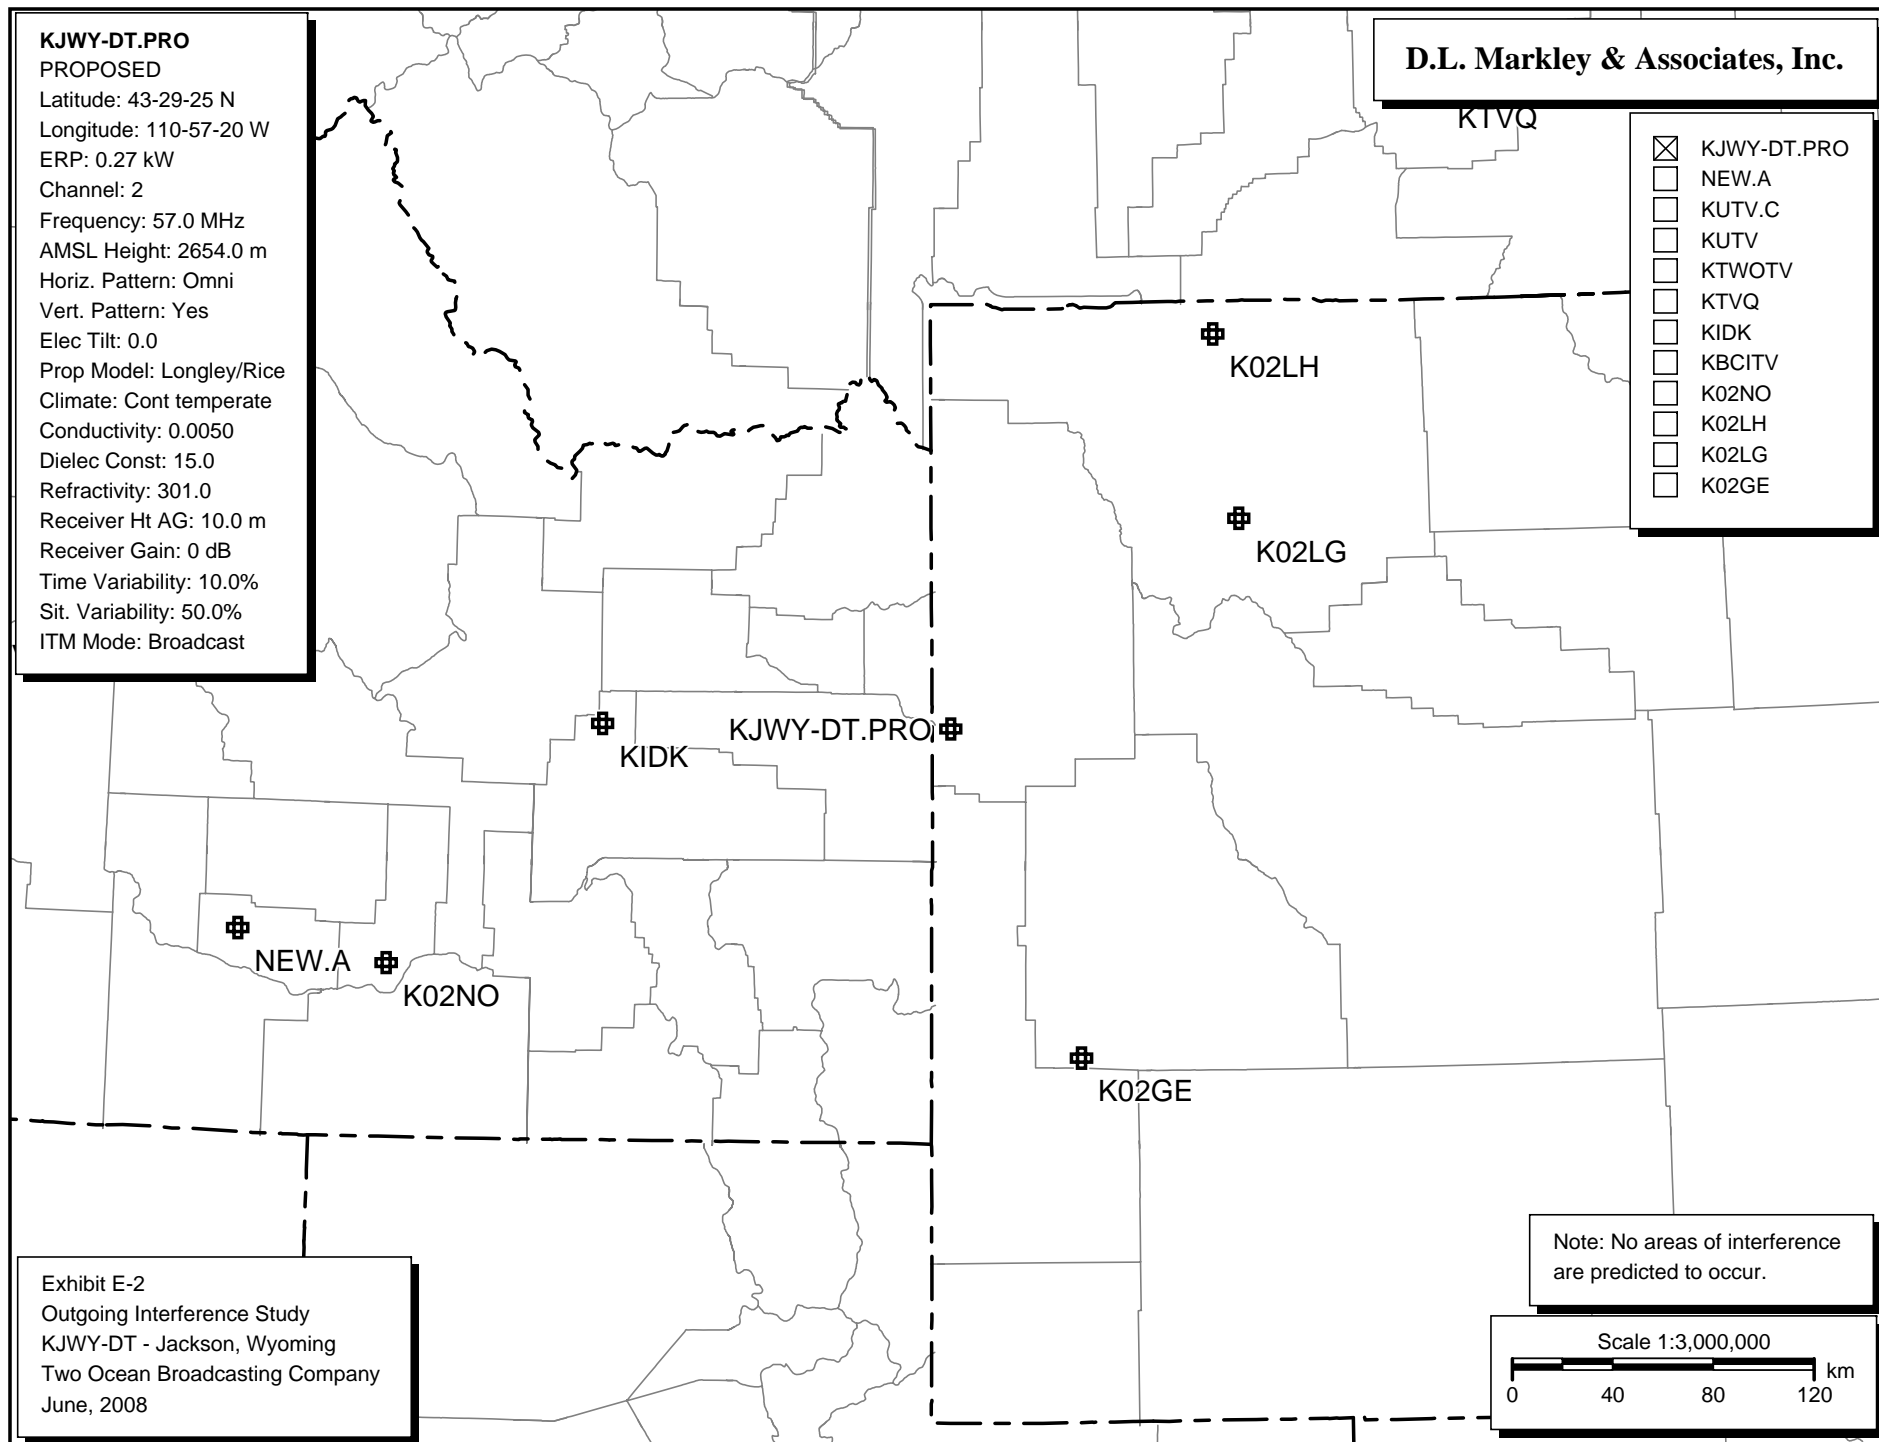 KJWY-DT.PRO
PROPOSED
Latitude: 43-29-25 N
Longitude: 110-57-20 W
ERP: 0.27 kW
Channel: 2
Frequency: 57.0 MHz
AMSL Height: 2654.0 m
Horiz. Pattern: Omni
Vert. Pattern: Yes
Elec Tilt: 0.0
Prop Model: Longley/Rice
Climate: Cont temperate
Conductivity: 0.0050
Dielec Const: 15.0
Refractivity: 301.0
Receiver Ht AG: 10.0 m
Receiver Gain: 0 dB
Time Variability: 10.0%
Sit. Variability: 50.0%
ITM Mode: Broadcast
D.L. Markley & Associates, Inc.
KTVQ
KJWY-DT.PRO
NEW.A
KUTV.C
KUTV
KTWOTV
KTVQ
KIDK
KBCITV
K02NO
K02LH
K02LG
K02GE
K02LH
K02LG
KJWY-DT.PRO
KIDK
NEW.A
K02NO
K02GE
Exhibit E-2
Outgoing Interference Study
KJWY-DT - Jackson, Wyoming
Two Ocean Broadcasting Company
June, 2008
Note: No areas of interference
are predicted to occur.
Scale 1:3,000,000
km
0 40 80 120